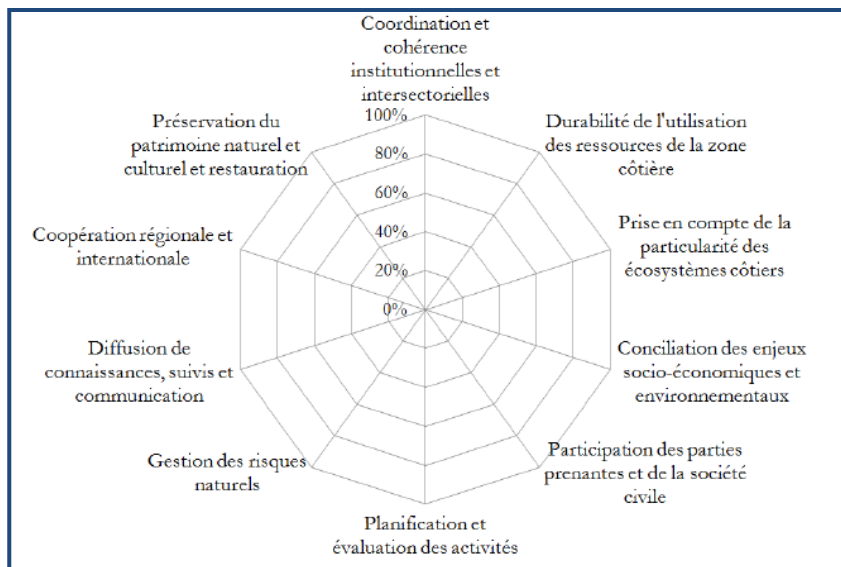 Coordination et
cohérence
institutionnelles et
intersectorielles
100%
80%
60%
40%
20%
0%
Durabilité de l'utilisation
des ressources de la zone
côtière
Prise en compte de la
particularité des
écosystèmes côtiers
Conciliation des enjeux
socio-économiques et
environnementaux
Participation des parties
prenantes et de la société
civile
Planification et
évaluation des activités
Gestion des risques
naturels
Diffusion de
connaissances, suivis et
communication
Coopération régionale et
internationale
Préservation du
patrimoine naturel et
culturel et restauration